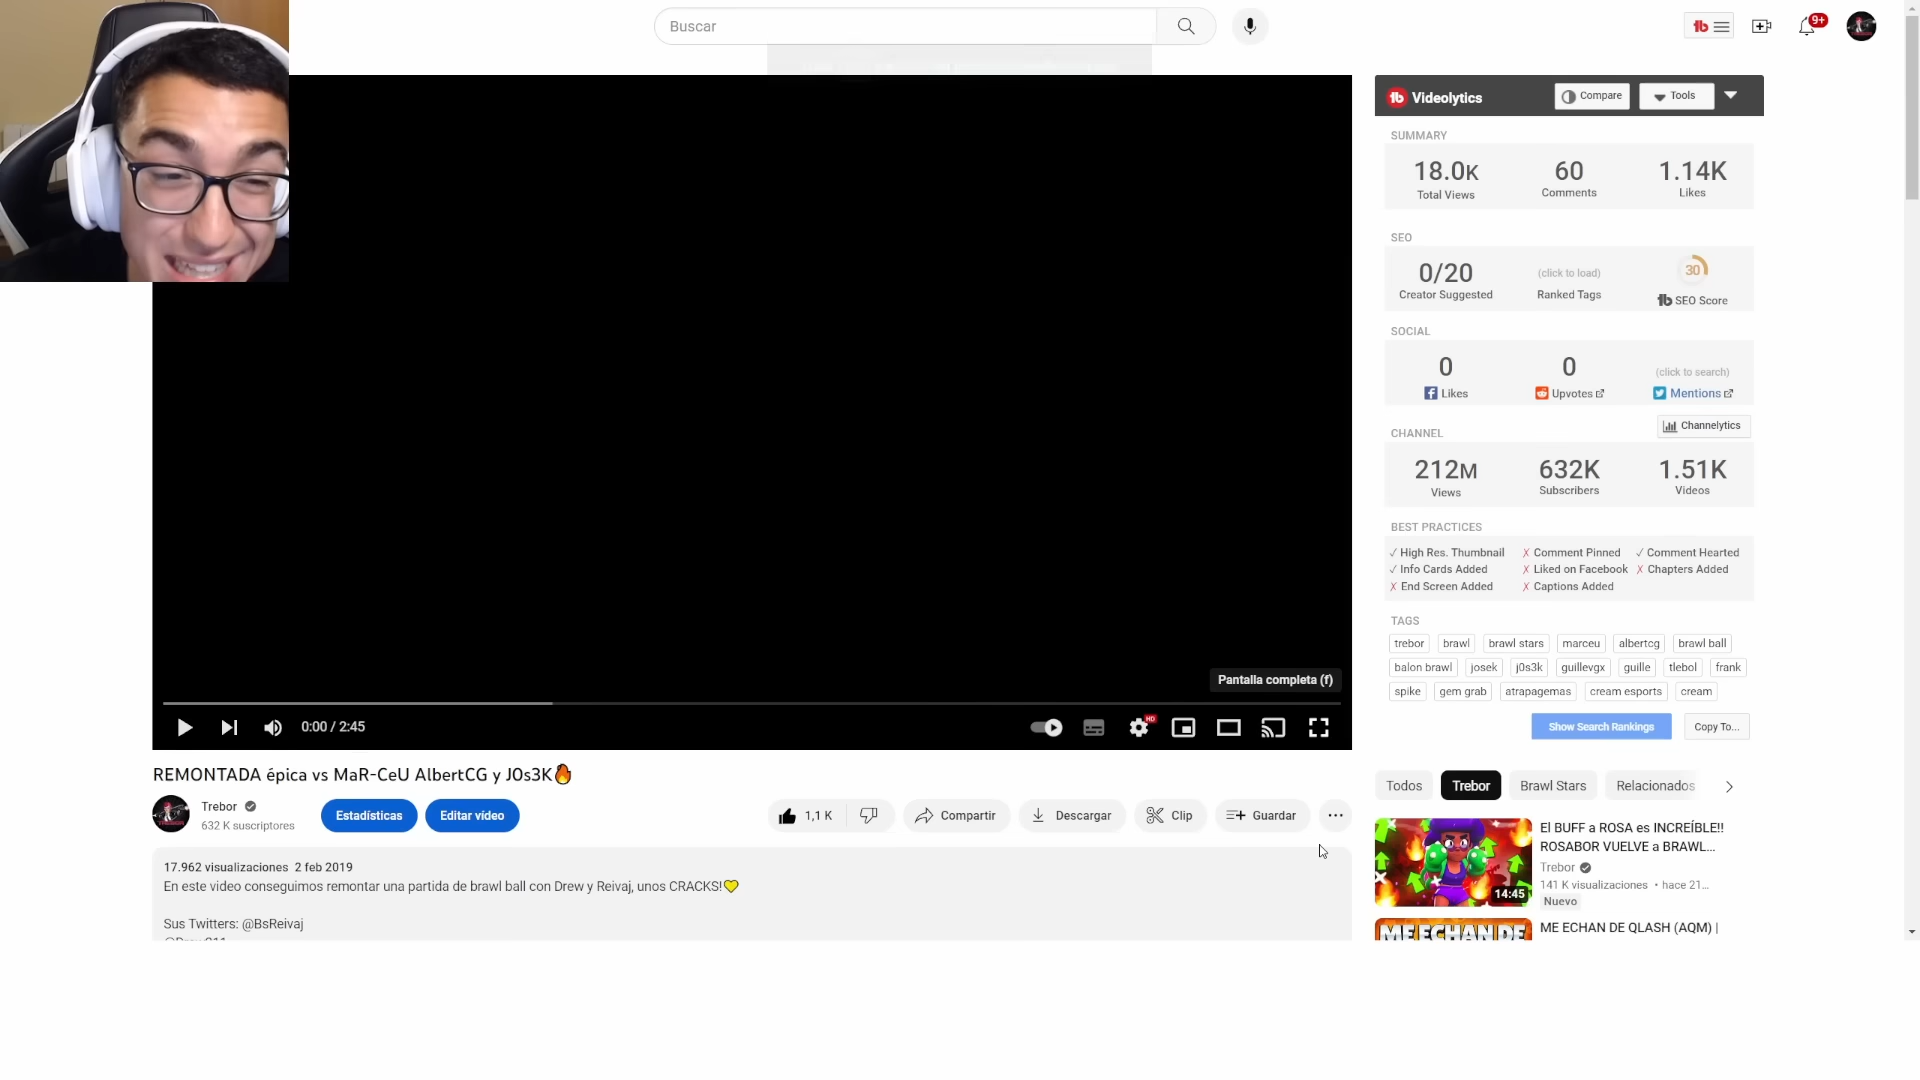 Buscar
9+
Pantalla completa (f)
HD
0:00 / 2:45
REMONTADA épica vs MaR-CeU AlbertCG y J0s3K🔥
Trebor
632 K suscriptores
Estadísticas
Editar vídeo
1,1 K
Compartir
Descargar
Clip
Guardar
17.962 visualizaciones 2 feb 2019
En este video conseguimos remontar una partida de brawl ball con Drew y Reivaj, unos CRACKS!💛
Sus Twitters: @BsReivaj
Videolytics
Compare
Tools
SUMMARY
18.0K 60 1.14K
Total Views Comments Likes
SEO
0/20 (click to load) 30
Creator Suggested Ranked Tags SEO Score
SOCIAL
0 0 (click to search)
Likes Upvotes Mentions
CHANNEL Channelytics
212M 632K 1.51K
Views Subscribers Videos
BEST PRACTICES
✓ High Res. Thumbnail ✗ Comment Pinned ✓ Comment Hearted
✓ Info Cards Added ✗ Liked on Facebook ✗ Chapters Added
✗ End Screen Added ✗ Captions Added
TAGS
trebor brawl brawl stars marceu albertcg brawl ball
balon brawl josek j0s3k guillevgx guille tlebol frank
spike gem grab atrapagemas cream esports cream
Show Search Rankings Copy To...
Todos Trebor Brawl Stars Relacionados
14:45
El BUFF a ROSA es INCREÍBLE!!
ROSABOR VUELVE a BRAWL...
Trebor
141 K visualizaciones • hace 21...
Nuevo
ME ECHAN DE
ME ECHAN DE QLASH (AQM) |